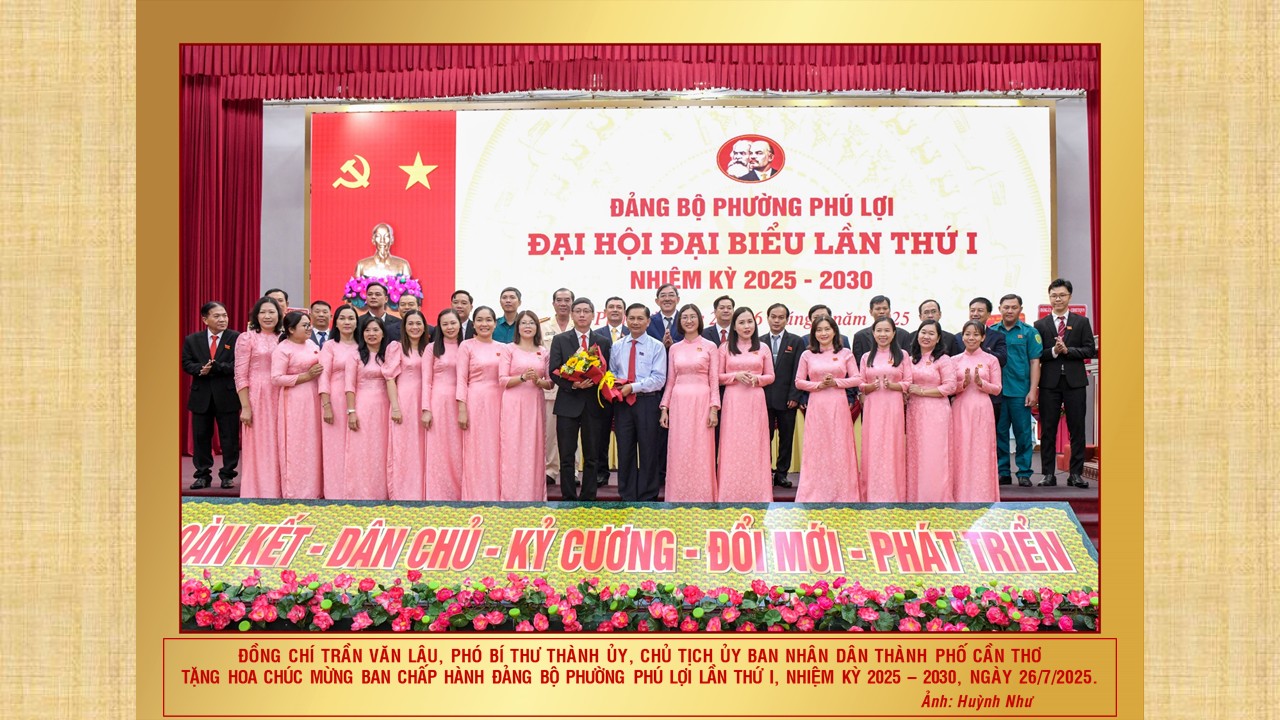 ĐẢNG BỘ PHƯỜNG PHÚ LỢI
ĐẠI HỘI ĐẠI BIỂU LẦN THỨ I
NHIỆM KỲ 2025 - 2030
năm 2025
ĐOÀN KẾT - DÂN CHỦ - KỶ CƯƠNG - ĐỔI MỚI - PHÁT TRIỂN
ĐỒNG CHÍ TRẦN VĂN LÂU, PHÓ BÍ THƯ THÀNH ỦY, CHỦ TỊCH ỦY BAN NHÂN DÂN THÀNH PHỐ CẦN THƠ
TẶNG HOA CHÚC MỪNG BAN CHẤP HÀNH ĐẢNG BỘ PHƯỜNG PHÚ LỢI LẦN THỨ I, NHIỆM KỲ 2025 – 2030, NGÀY 26/7/2025.
Ảnh: Huỳnh Như